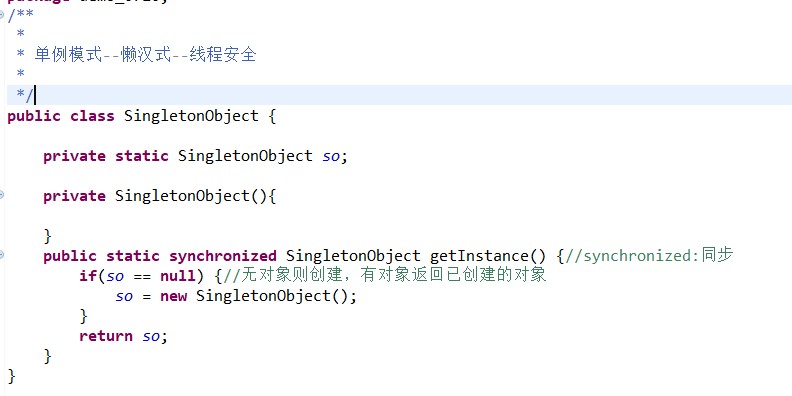 /**
 *
 * 单例模式--懒汉式--线程安全
 *
 */
public class SingletonObject {
private static SingletonObject so;
private SingletonObject(){
}
public static synchronized SingletonObject getInstance() {//synchronized:同步
if(so == null) {//无对象则创建，有对象返回已创建的对象
so = new SingletonObject();
}
return so;
}
}